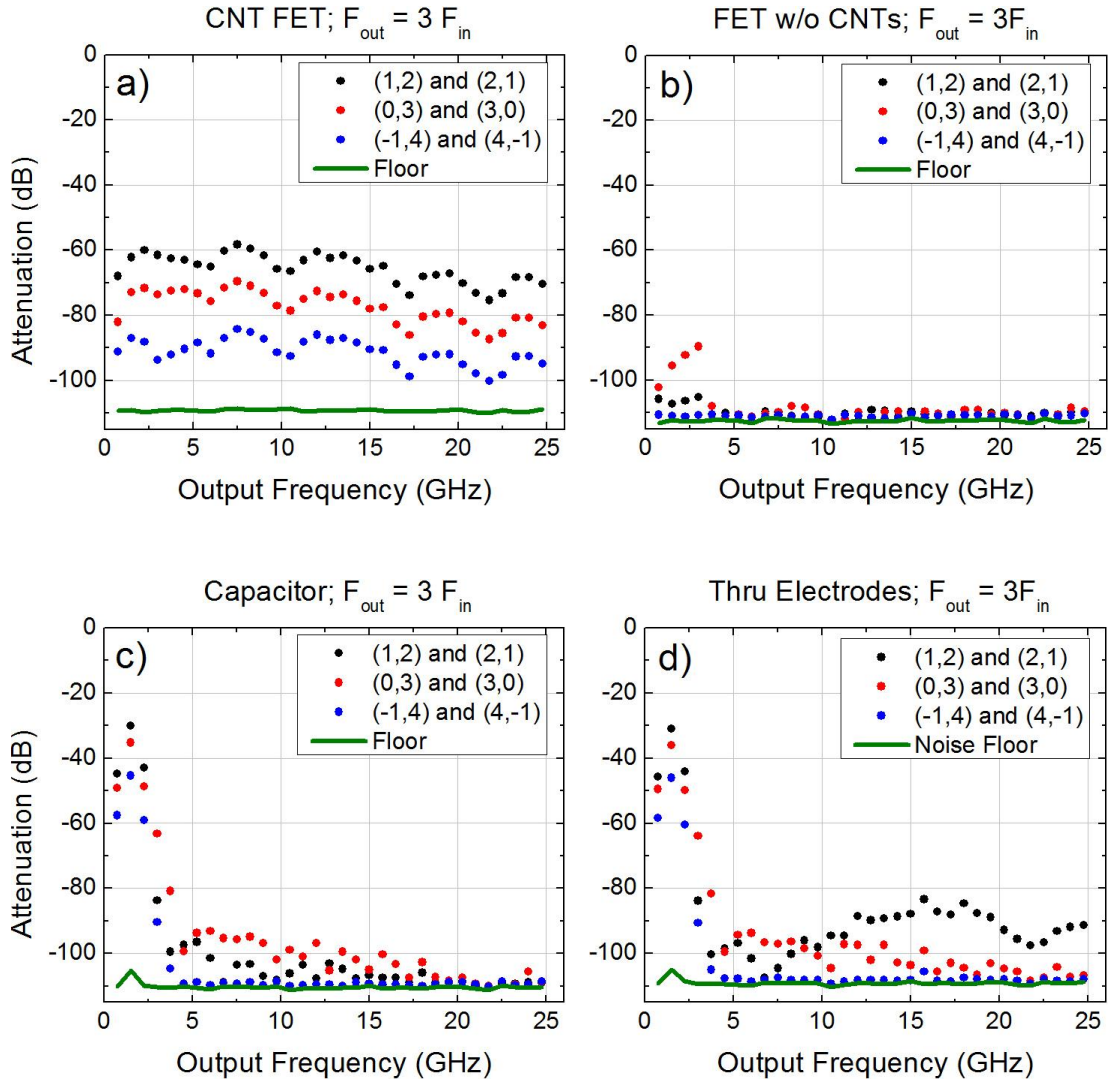 CNT FET; F_out = 3 F_in
a)
(1,2) and (2,1)
(0,3) and (3,0)
(-1,4) and (4,-1)
Floor
0
-20
-40
-60
-80
-100
Attenuation (dB)
0 5 10 15 20 25
Output Frequency (GHz)
FET w/o CNTs; F_out = 3F_in
b)
(1,2) and (2,1)
(0,3) and (3,0)
(-1,4) and (4,-1)
Floor
0
-20
-40
-60
-80
-100
0 5 10 15 20 25
Output Frequency (GHz)
Capacitor; F_out = 3 F_in
c)
(1,2) and (2,1)
(0,3) and (3,0)
(-1,4) and (4,-1)
Floor
0
-20
-40
-60
-80
-100
Attenuation (dB)
0 5 10 15 20 25
Output Frequency (GHz)
Thru Electrodes; F_out = 3F_in
d)
(1,2) and (2,1)
(0,3) and (3,0)
(-1,4) and (4,-1)
Noise Floor
0
-20
-40
-60
-80
-100
0 5 10 15 20 25
Output Frequency (GHz)